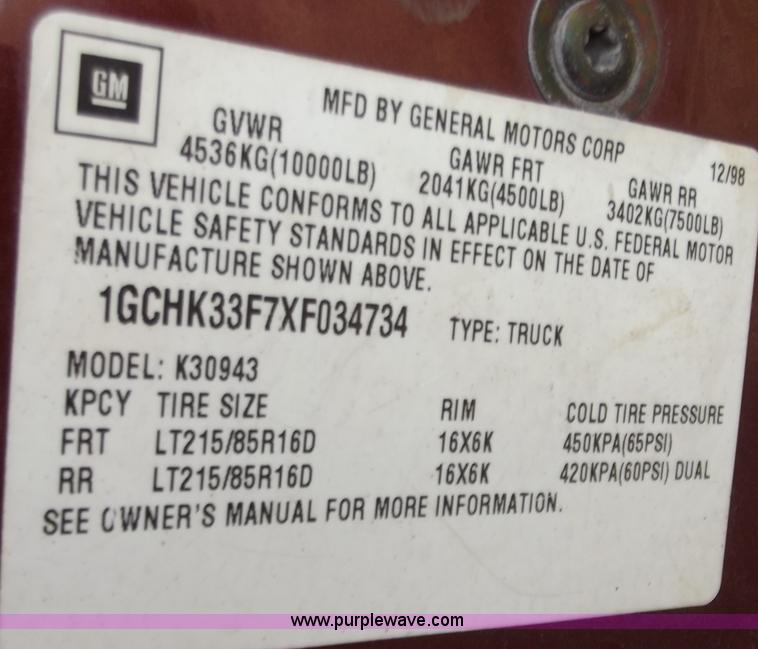 GM
MFD BY GENERAL MOTORS CORP 12/98
GVWR GAWR FRT GAWR RR
4536KG(10000LB) 2041KG(4500LB) 3402KG(7500LB)
THIS VEHICLE CONFORMS TO ALL APPLICABLE U.S. FEDERAL MOTOR
VEHICLE SAFETY STANDARDS IN EFFECT ON THE DATE OF
MANUFACTURE SHOWN ABOVE.
1GCHK33F7XF034734 TYPE: TRUCK
MODEL: K30943
KPCY TIRE SIZE RIM COLD TIRE PRESSURE
FRT LT215/85R16D 16X6K 450KPA(65PSI)
RR LT215/85R16D 16X6K 420KPA(60PSI) DUAL
SEE OWNER'S MANUAL FOR MORE INFORMATION.
www.purplewave.com